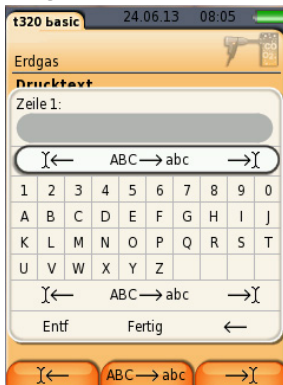 t320 basic 24.06.13 08:05
Erdgas
Drucktext
Zeile 1:
ABC→abc
1 2 3 4 5 6 7 8 9 0
A B C D E F G H I J
K L M N O P Q R S T
U V W X Y Z
ABC→abc
Entf Fertig ←
ABC→abc